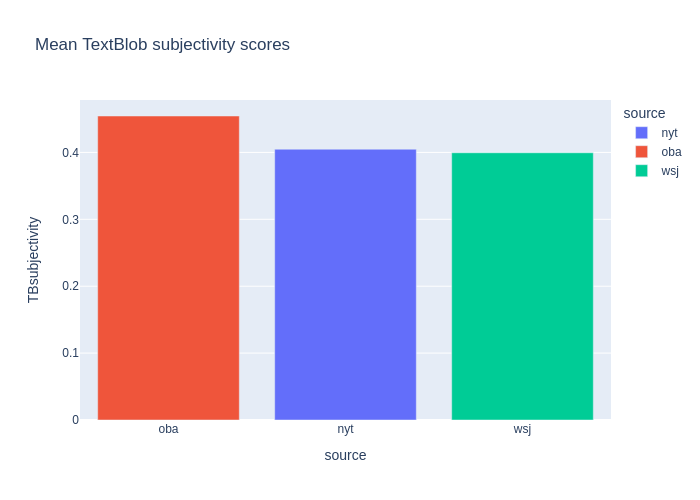 Mean TextBlob subjectivity scores
source
nyt
oba
wsj
TBsubjectivity
0.4
0.3
0.2
0.1
0
oba nyt wsj
source